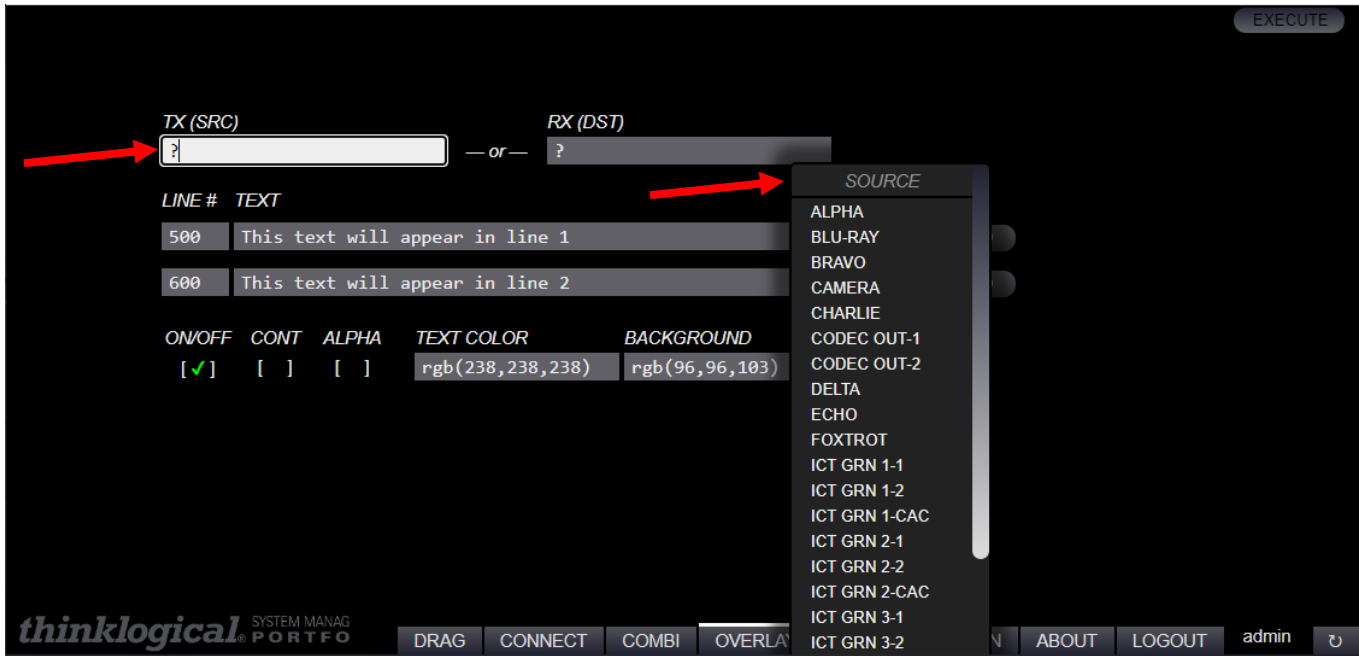 EXECUTE
TX (SRC) RX (DST)
? — or — ?
SOURCE
LINE # TEXT
ALPHA
500 This text will appear in line 1
BLU-RAY
BRAVO
600 This text will appear in line 2
CAMERA
CHARLIE
ON/OFF CONT ALPHA TEXT COLOR BACKGROUND
CODEC OUT-1
[✓] [ ] [ ] rgb(238,238,238) rgb(96,96,103)
CODEC OUT-2
DELTA
ECHO
FOXTROT
ICT GRN 1-1
ICT GRN 1-2
ICT GRN 1-CAC
ICT GRN 2-1
ICT GRN 2-2
ICT GRN 2-CAC
ICT GRN 3-1
ICT GRN 3-2
thinklogical® SYSTEM MANAG
PORTFO
DRAG CONNECT COMBI OVERLAY N ABOUT LOGOUT admin ↻